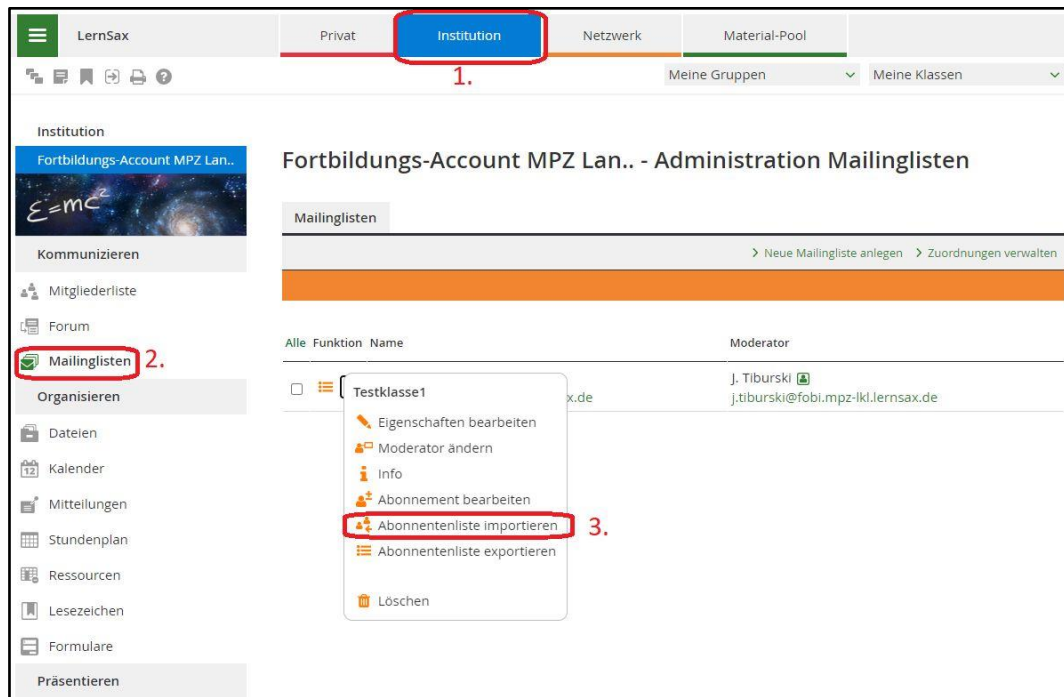 LernSax
Privat
Institution
Netzwerk
Material-Pool
1.
Meine Gruppen
Meine Klassen
Institution
Fortbildungs-Account MPZ Lan..
Ɛ=mc²
Fortbildungs-Account MPZ Lan.. - Administration Mailinglisten
Mailinglisten
> Neue Mailingliste anlegen > Zuordnungen verwalten
Kommunizieren
Mitgliederliste
Forum
Mailinglisten 2.
Organisieren
Dateien
12 Kalender
Mitteilungen
Stundenplan
Ressourcen
Lesezeichen
Formulare
Präsentieren
Alle Funktion Name Moderator
x.de
J. Tiburski
j.tiburski@fobi.mpz-lkl.lernsax.de
Testklasse1
Eigenschaften bearbeiten
Moderator ändern
Info
Abonnement bearbeiten
Abonnentenliste importieren 3.
Abonnentenliste exportieren
Löschen